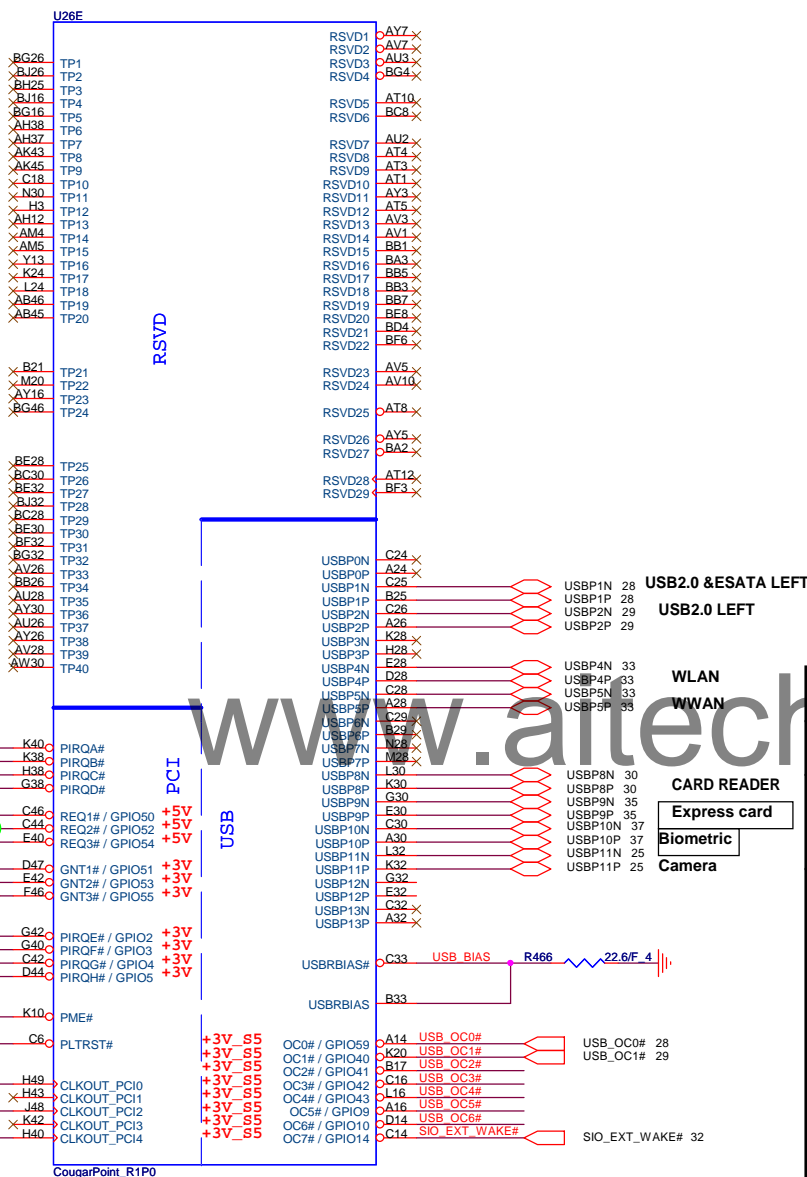 U26E
BG26 TP1
BJ26 TP2
BH25 TP3
BJ16 TP4
BG16 TP5
AH38 TP6
AH37 TP7
AK43 TP8
AK45 TP9
C18 TP10
N30 TP11
H3 TP12
AH12 TP13
AM4 TP14
AM5 TP15
Y13 TP16
K24 TP17
L24 TP18
AB46 TP19
AB45 TP20
B21 TP21
M20 TP22
AY16 TP23
BG46 TP24
BE28 TP25
BC30 TP26
BE32 TP27
BJ32 TP28
BC28 TP29
BE30 TP30
BF32 TP31
BG32 TP32
AV26 TP33
BB26 TP34
AU28 TP35
AY30 TP36
AU26 TP37
AY26 TP38
AV28 TP39
AW30 TP40
RSVD
RSVD1 AY7
RSVD2 AV7
RSVD3 AU3
RSVD4 BG4
RSVD5 AT10
RSVD6 BC8
RSVD7 AU2
RSVD8 AT4
RSVD9 AT3
RSVD10 AT1
RSVD11 AY3
RSVD12 AT5
RSVD13 AV3
RSVD14 AV1
RSVD15 BB1
RSVD16 BA3
RSVD17 BB5
RSVD18 BB3
RSVD19 BB7
RSVD20 BE8
RSVD21 BD4
RSVD22 BF6
RSVD23 AV5
RSVD24 AV10
RSVD25 AT8
RSVD26 AY5
RSVD27 BA2
RSVD28 AT12
RSVD29 BF3
K40 PIRQA#
K38 PIRQB#
H38 PIRQC#
G38 PIRQD#
C46 REQ1# / GPIO50 +5V
C44 REQ2# / GPIO52 +5V
E40 REQ3# / GPIO54 +5V
D47 GNT1# / GPIO51 +3V
E42 GNT2# / GPIO53 +3V
F46 GNT3# / GPIO55 +3V
G42 PIRQE# / GPIO2 +3V
G40 PIRQF# / GPIO3 +3V
C42 PIRQG# / GPIO4 +3V
D44 PIRQH# / GPIO5 +3V
K10 PME#
C6 PLTRST#
H49 CLKOUT_PCI0
H43 CLKOUT_PCI1
J48 CLKOUT_PCI2
K42 CLKOUT_PCI3
H40 CLKOUT_PCI4
PCI
USB
USBP0N C24
USBP0P A24
USBP1N C25 USBP1N 28 USB2.0 &ESATA LEFT
USBP1P B25 USBP1P 28
USBP2N C26 USBP2N 29 USB2.0 LEFT
USBP2P A26 USBP2P 29
USBP3N K28
USBP3P H28
USBP4N E28 USBP4N 33 WLAN
USBP4P D28 USBP4P 33
USBP5N C28 USBP5N 33 WWAN
USBP5P A28 USBP5P 33
USBP6N C29
USBP6P B29
USBP7N N28
USBP7P M28
USBP8N L30 USBP8N 30 CARD READER
USBP8P K30 USBP8P 30
USBP9N G30 USBP9N 35 Express card
USBP9P E30 USBP9P 35
USBP10N C30 USBP10N 37 Biometric
USBP10P A30 USBP10P 37
USBP11N L32 USBP11N 25 Camera
USBP11P K32 USBP11P 25
USBP12N G32
USBP12P E32
USBP13N C32
USBP13P A32
www.aitech
USBRBIAS# C33 USB_BIAS R466 22.6/F_4
USBRBIAS B33
+3V_S5 OC0# / GPIO59 A14 USB_OC0# USB_OC0# 28
+3V_S5 OC1# / GPIO40 K20 USB_OC1# USB_OC1# 29
+3V_S5 OC2# / GPIO41 B17 USB_OC2#
+3V_S5 OC3# / GPIO42 C16 USB_OC3#
+3V_S5 OC4# / GPIO43 L16 USB_OC4#
+3V_S5 OC5# / GPIO9 A16 USB_OC5#
+3V_S5 OC6# / GPIO10 D14 USB_OC6#
+3V_S5 OC7# / GPIO14 C14 SIO_EXT_WAKE# SIO_EXT_WAKE# 32
CougarPoint_R1P0